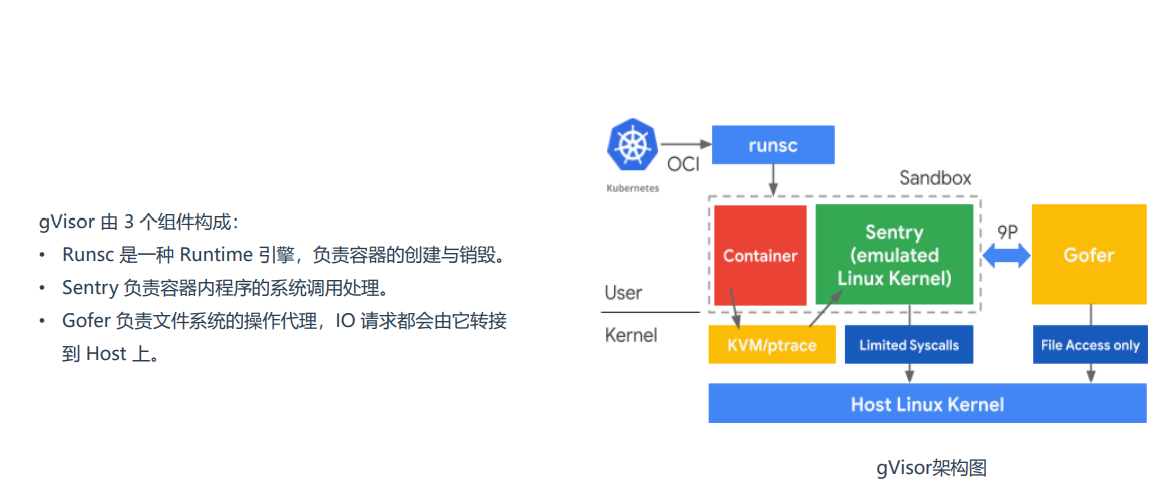 gVisor 由 3 个组件构成：
• Runsc 是一种 Runtime 引擎，负责容器的创建与销毁。
• Sentry 负责容器内程序的系统调用处理。
• Gofer 负责文件系统的操作代理，IO 请求都会由它转接
到 Host 上。
Kubernetes
OCI
runsc
Sandbox
Container
Sentry
(emulated
Linux Kernel)
9P
Gofer
User
Kernel
KVM/ptrace
Limited Syscalls
File Access only
Host Linux Kernel
gVisor架构图